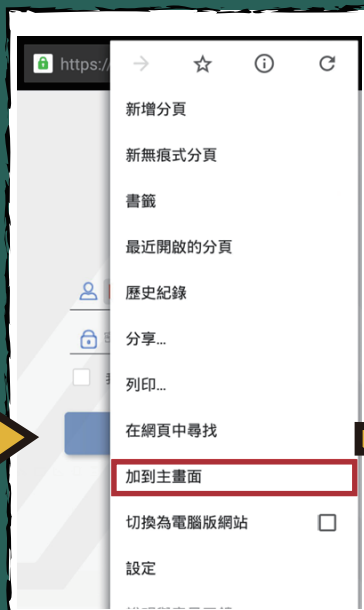 https:/
新增分頁
新無痕式分頁
書籤
最近開啟的分頁
歷史紀錄
分享...
列印...
在網頁中尋找
加到主畫面
切換為電腦版網站
設定